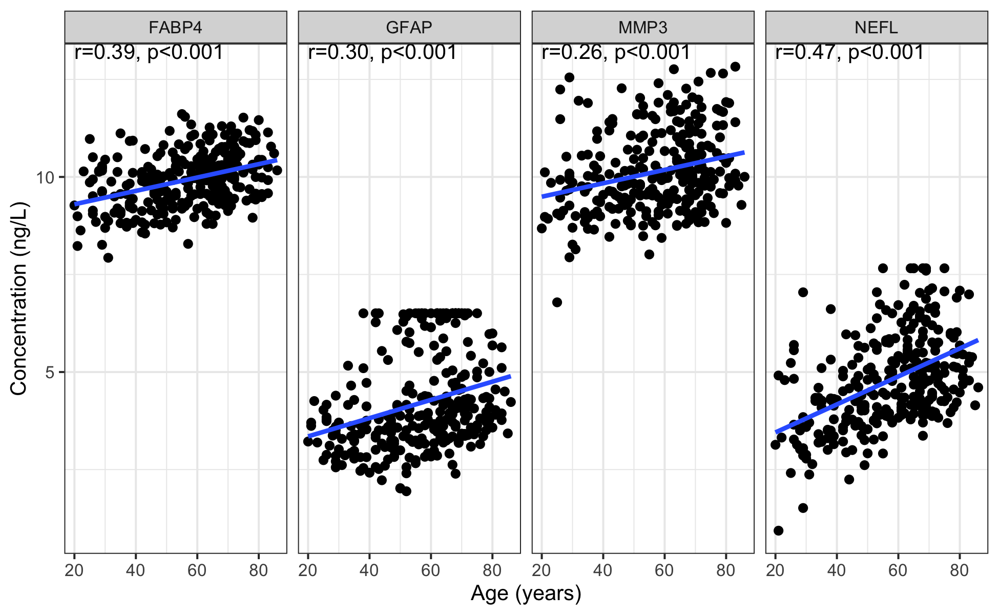 FABP4 GFAP MMP3 NEFL
r=0.39, p<0.001 r=0.30, p<0.001 r=0.26, p<0.001 r=0.47, p<0.001
10
5
Concentration (ng/L)
20 40 60 80 20 40 60 80 20 40 60 80 20 40 60 80
Age (years)